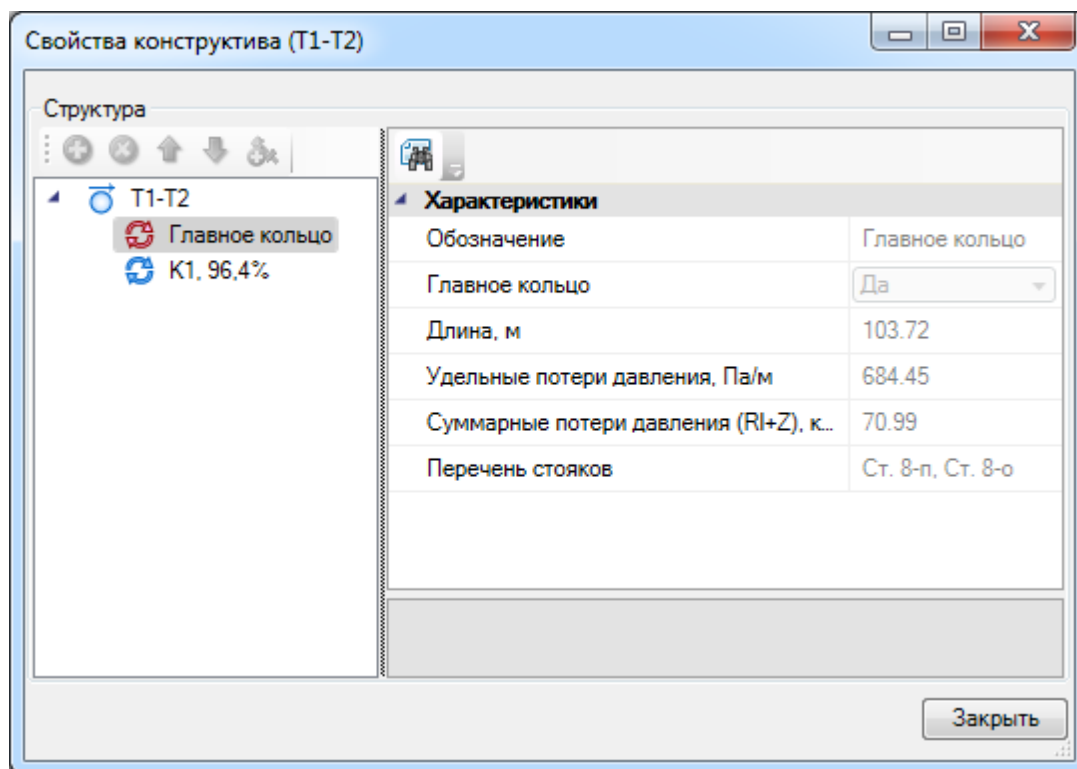 Свойства конструктива (Т1-Т2)
Структура
Т1-Т2
Главное кольцо
К1, 96,4%
Характеристики
Обозначение Главное кольцо
Главное кольцо Да
Длина, м 103.72
Удельные потери давления, Па/м 684.45
Суммарные потери давления (Rl+Z), к... 70.99
Перечень стояков Ст. 8-п, Ст. 8-о
Закрыть